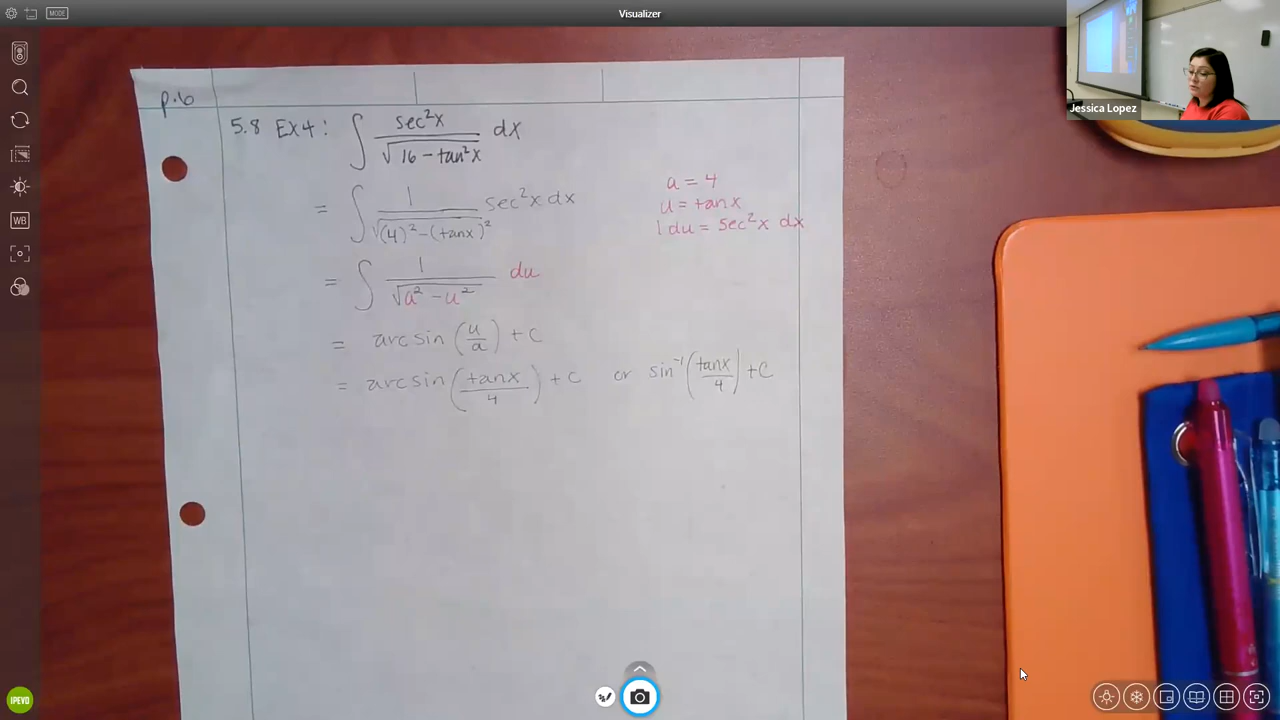 MODE
Visualizer
Jessica Lopez
WB
p.6
5.8 Ex4: ∫ sec²x / √(16 − tan²x) dx
= ∫ 1 / √((4)² − (tanx)²) sec²x dx
a = 4
u = tanx
1 du = sec²x dx
= ∫ 1 / √(a² − u²) du
= arcsin (u/a) + C
= arcsin (tanx/4) + C or sin⁻¹ (tanx/4) + C
IPEVO